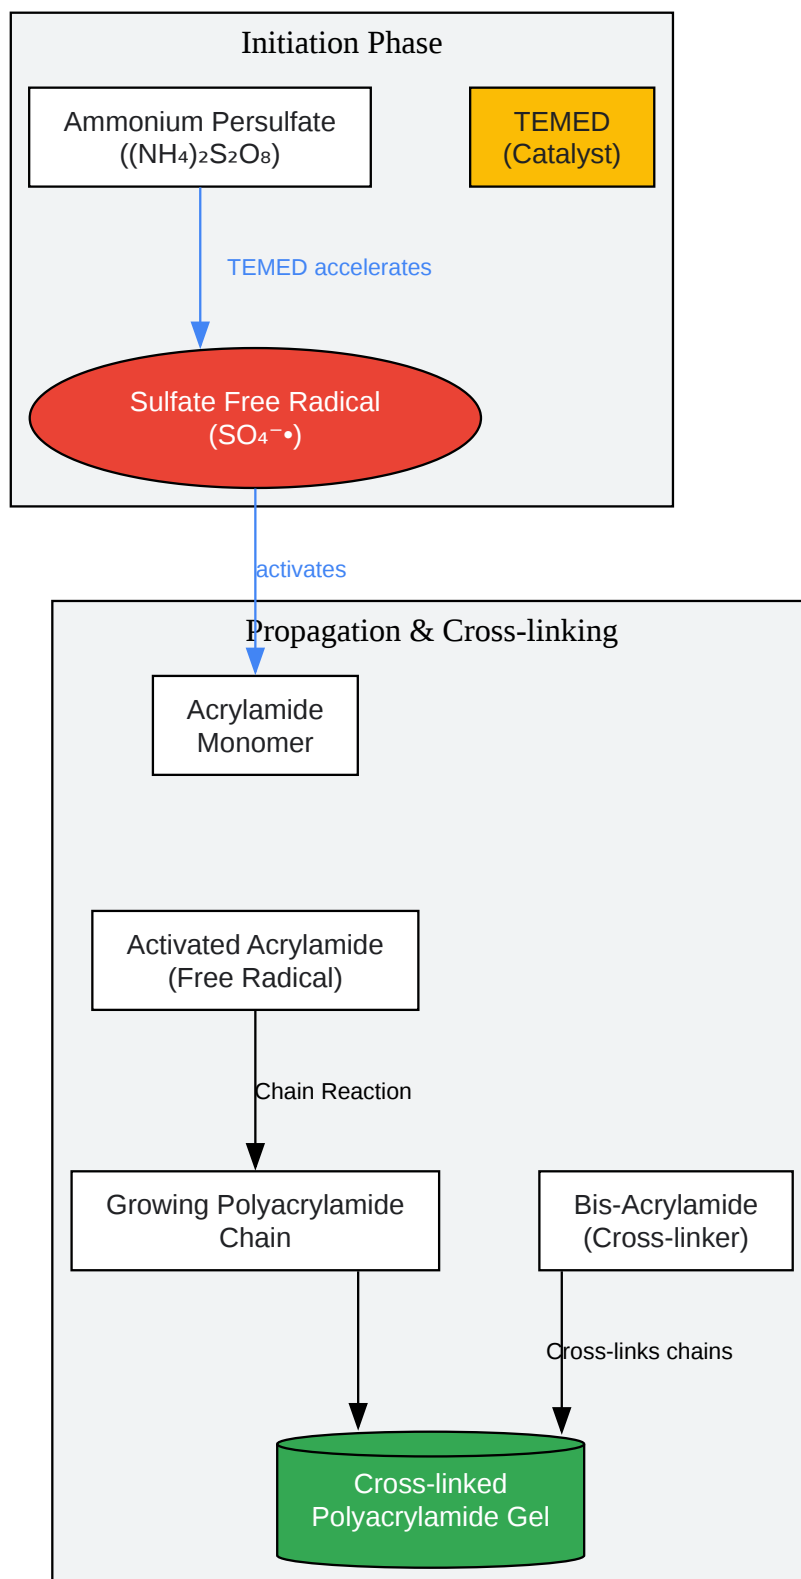 Initiation Phase
Ammonium Persulfate
((NH₄)₂S₂O₈)
TEMED
(Catalyst)
TEMED accelerates
Sulfate Free Radical
(SO₄⁻•)
activates
Propagation & Cross-linking
Acrylamide
Monomer
Activated Acrylamide
(Free Radical)
Chain Reaction
Growing Polyacrylamide
Chain
Bis-Acrylamide
(Cross-linker)
Cross-links chains
Cross-linked
Polyacrylamide Gel